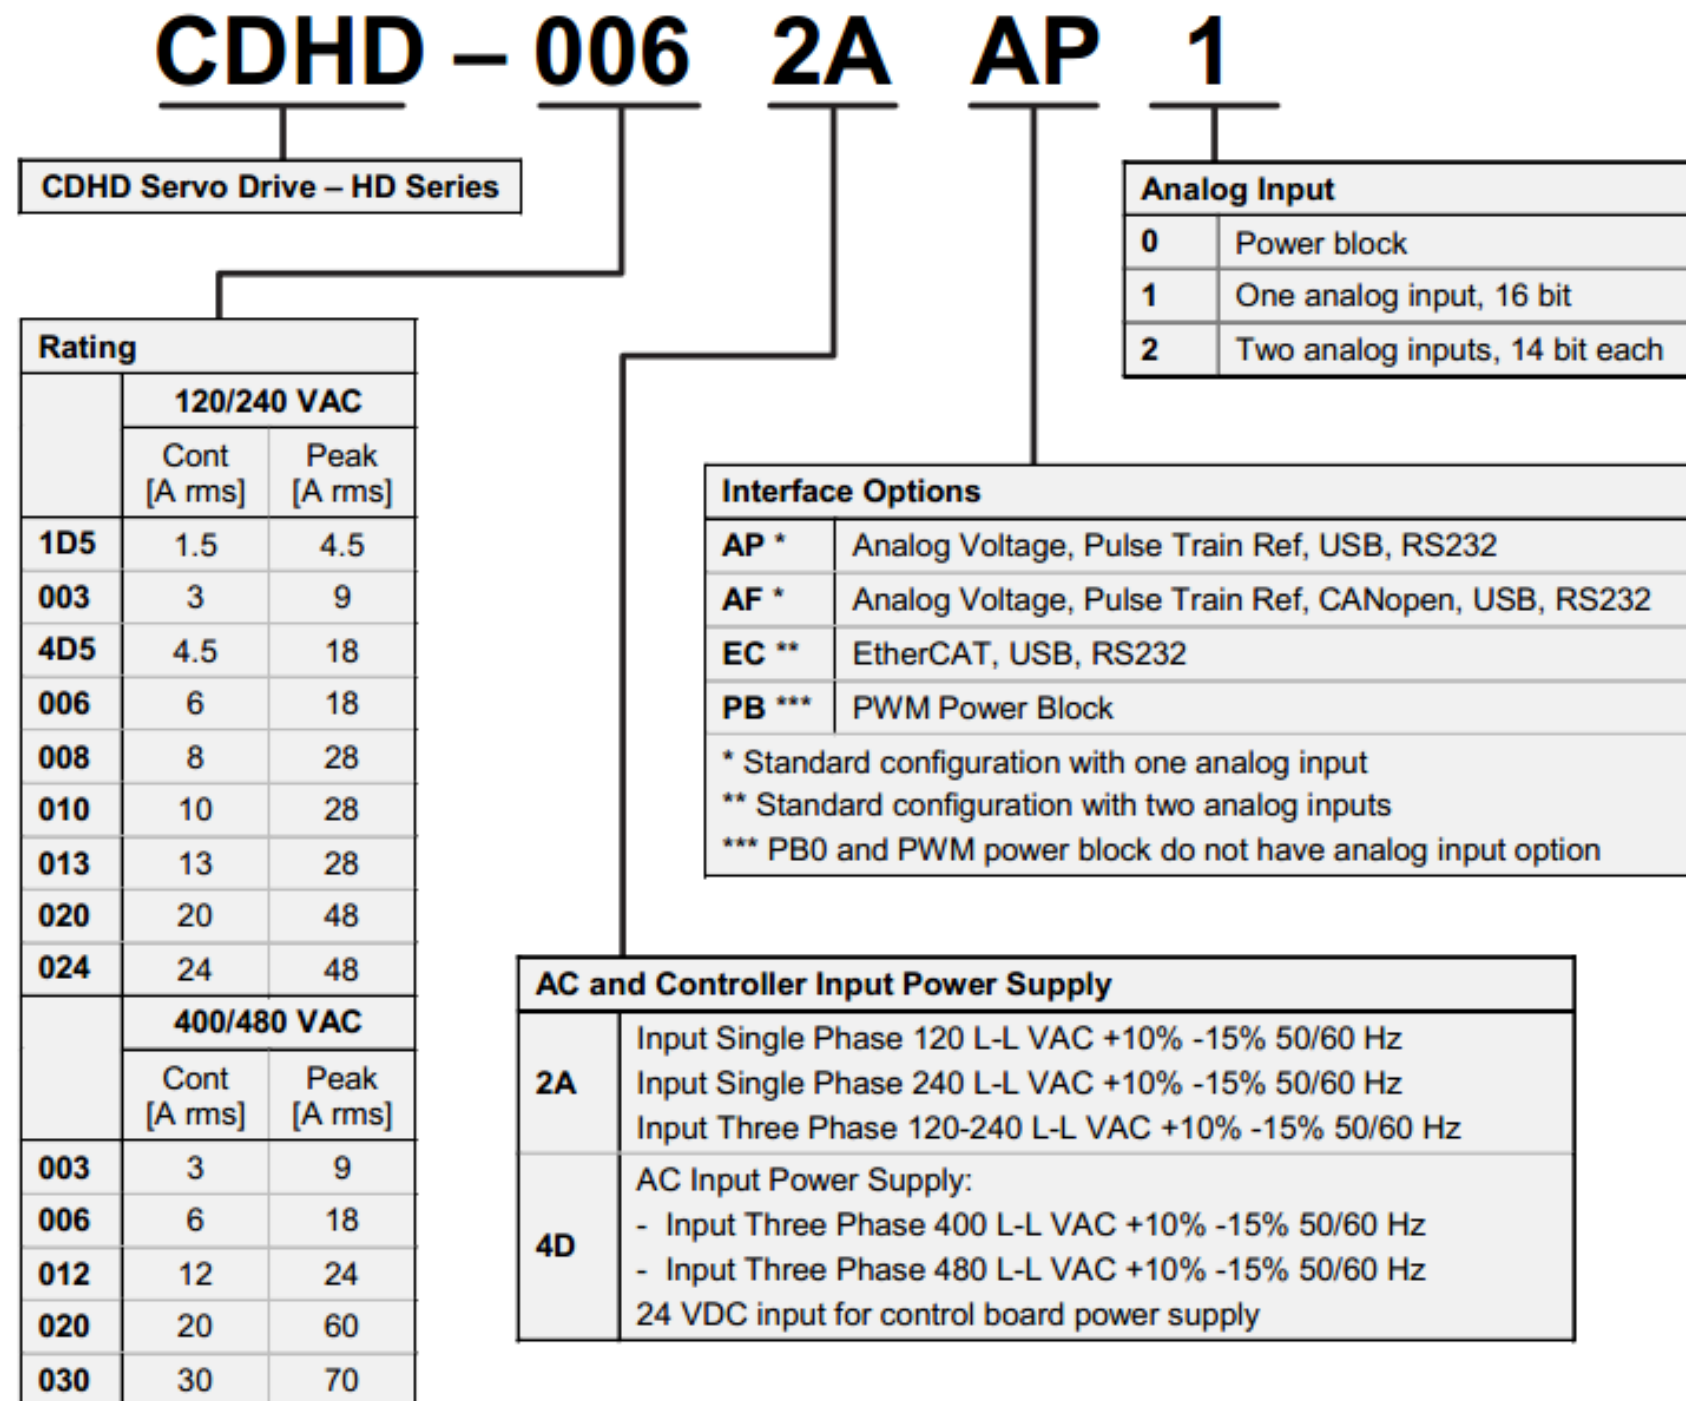 CDHD – 006 2A AP 1
CDHD Servo Drive – HD Series
Analog Input
0 Power block
1 One analog input, 16 bit
2 Two analog inputs, 14 bit each
Rating
120/240 VAC
Cont Peak
[A rms] [A rms]
1D5 1.5 4.5
003 3 9
4D5 4.5 18
006 6 18
008 8 28
010 10 28
013 13 28
020 20 48
024 24 48
400/480 VAC
Cont Peak
[A rms] [A rms]
003 3 9
006 6 18
012 12 24
020 20 60
030 30 70
Interface Options
AP * Analog Voltage, Pulse Train Ref, USB, RS232
AF * Analog Voltage, Pulse Train Ref, CANopen, USB, RS232
EC ** EtherCAT, USB, RS232
PB *** PWM Power Block
* Standard configuration with one analog input
** Standard configuration with two analog inputs
*** PB0 and PWM power block do not have analog input option
AC and Controller Input Power Supply
2A
Input Single Phase 120 L-L VAC +10% -15% 50/60 Hz
Input Single Phase 240 L-L VAC +10% -15% 50/60 Hz
Input Three Phase 120-240 L-L VAC +10% -15% 50/60 Hz
4D
AC Input Power Supply:
- Input Three Phase 400 L-L VAC +10% -15% 50/60 Hz
- Input Three Phase 480 L-L VAC +10% -15% 50/60 Hz
24 VDC input for control board power supply